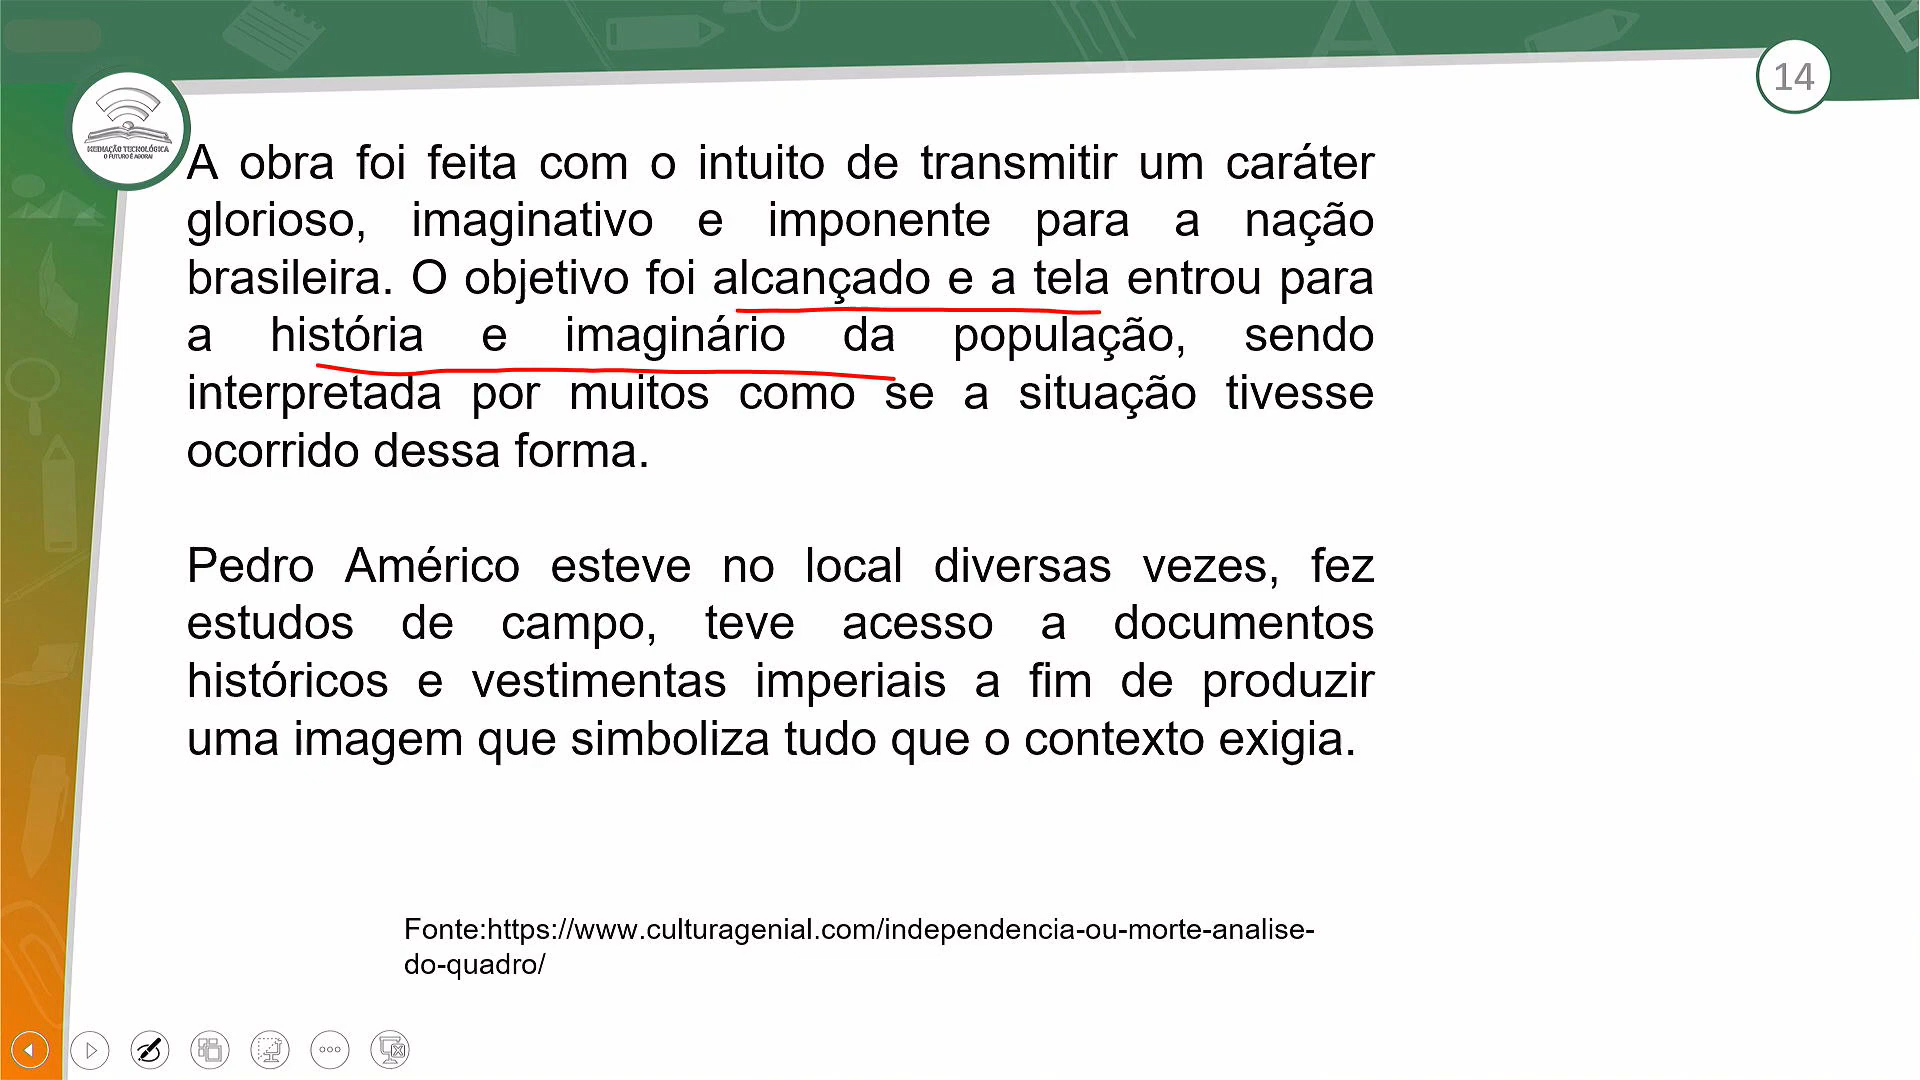 14
MEDIAÇÃO TECNOLÓGICA
O FUTURO É AGORA!
A obra foi feita com o intuito de transmitir um caráter
glorioso, imaginativo e imponente para a nação
brasileira. O objetivo foi alcançado e a tela entrou para
a história e imaginário da população, sendo
interpretada por muitos como se a situação tivesse
ocorrido dessa forma.
Pedro Américo esteve no local diversas vezes, fez
estudos de campo, teve acesso a documentos
históricos e vestimentas imperiais a fim de produzir
uma imagem que simboliza tudo que o contexto exigia.
Fonte:https://www.culturagenial.com/independencia-ou-morte-analise-
do-quadro/